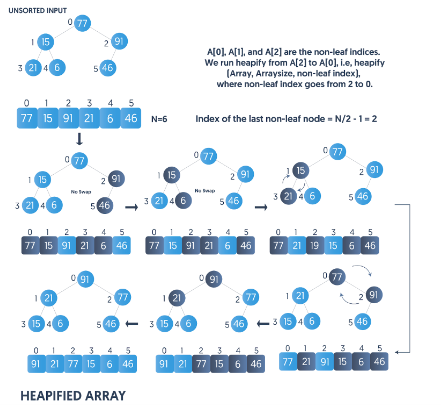 UNSORTED INPUT
0 77
1 15 2 91
3 21 4 6 5 46
A[0], A[1], and A[2] are the non-leaf indices.
We run heapify from A[2] to A[0], i.e, heapify
(Array, Arraysize, non-leaf index),
where non-leaf Index goes from 2 to 0.
0 1 2 3 4 5
77 15 91 21 6 46
N=6
Index of the last non-leaf node = N/2 - 1 = 2
0 77
1 15 2 91
No Swap
3 21 4 6 5 46
0 1 2 3 4 5
77 15 91 21 6 46
0 77
1 15 2 91
No Swap
3 21 4 6 5 46
0 1 2 3 4 5
77 15 91 21 6 46
0 77
1 15 2 91
3 21 4 6 5 46
0 1 2 3 4 5
77 21 19 15 6 46
0 91
1 21 2 77
3 15 4 6 5 46
0 1 2 3 4 5
91 21 77 15 6 46
0 91
1 21 2 77
3 15 4 6 5 46
0 1 2 3 4 5
91 21 77 15 6 46
0 77
1 21 2 91
3 15 4 6 5 46
0 1 2 3 4 5
77 21 91 15 6 46
HEAPIFIED ARRAY